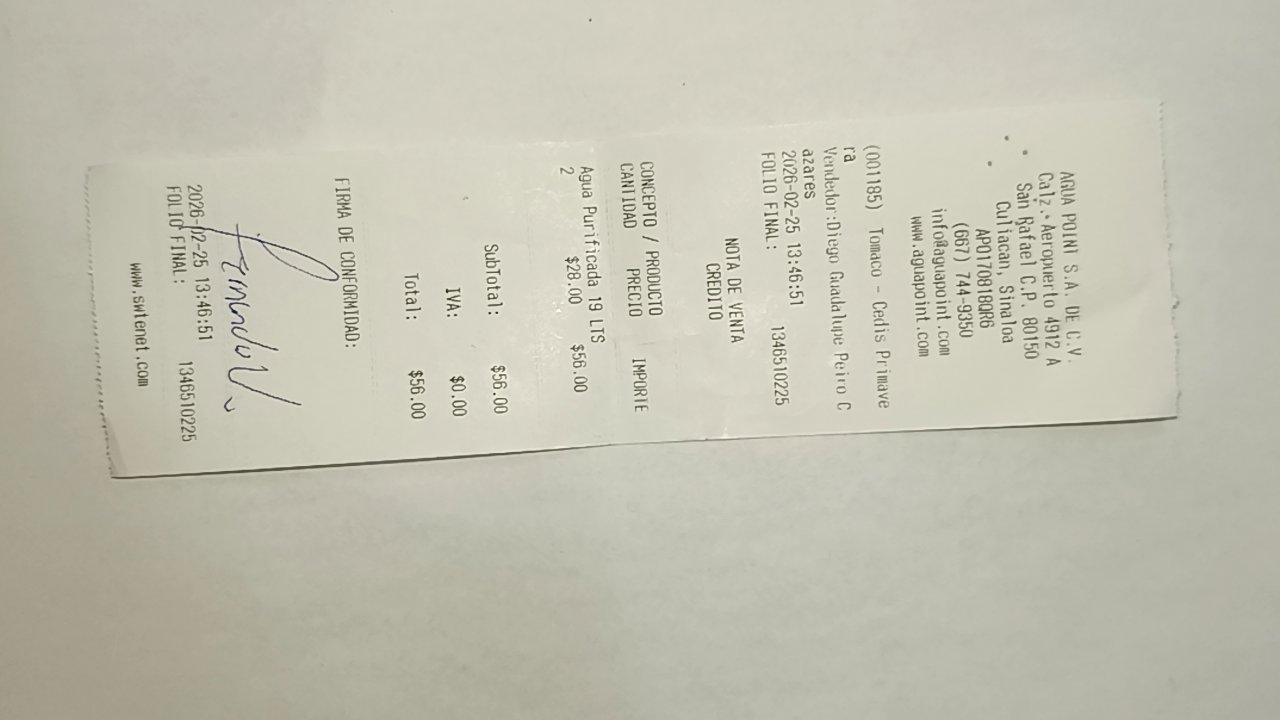 AGUA POINT S.A. DE C.V
Calz. Aeropuerto 4912 A
San Rafael C.P. 80150
Culiacan, Sinaloa
APO170818QR6
(667) 744-9350
info@aguapoint.com
www.aguapoint.com
(001185) Tomaco - Cedis Primave
ra
Vendedor:Diego Guadalupe Peiro C
azares
2026-02-25 13:46:51
FOLIO FINAL: 1346510225
NOTA DE VENTA
CREDITO
CONCEPTO / PRODUCTO
CANTIDAD PRECIO IMPORTE
Agua Purificada 19 LTS
2 $28.00 $56.00
SubTotal: $56.00
IVA: $0.00
Total: $56.00
FIRMA DE CONFORMIDAD:
2026-02-25 13:46:51
FOLIO FINAL: 1346510225
www.swtenet.com